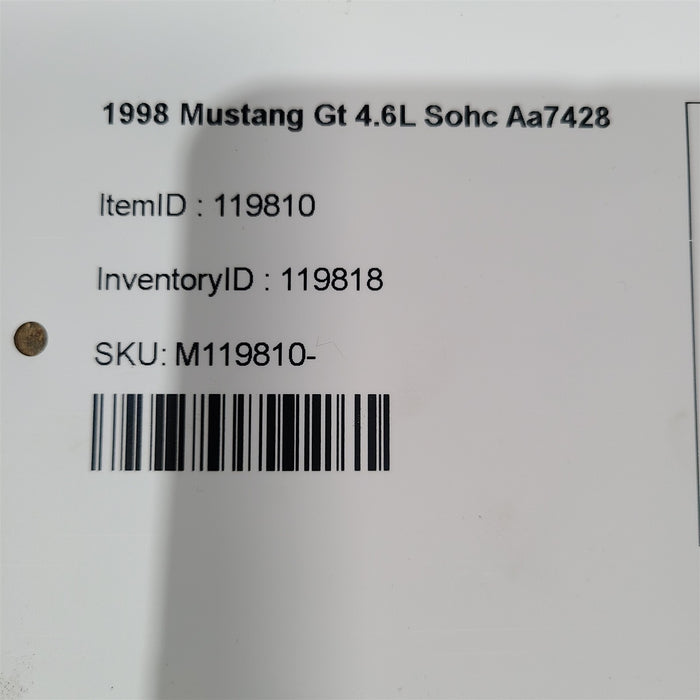 1998 Mustang Gt 4.6L Sohc Aa7428
ItemID : 119810
InventoryID : 119818
SKU: M119810-